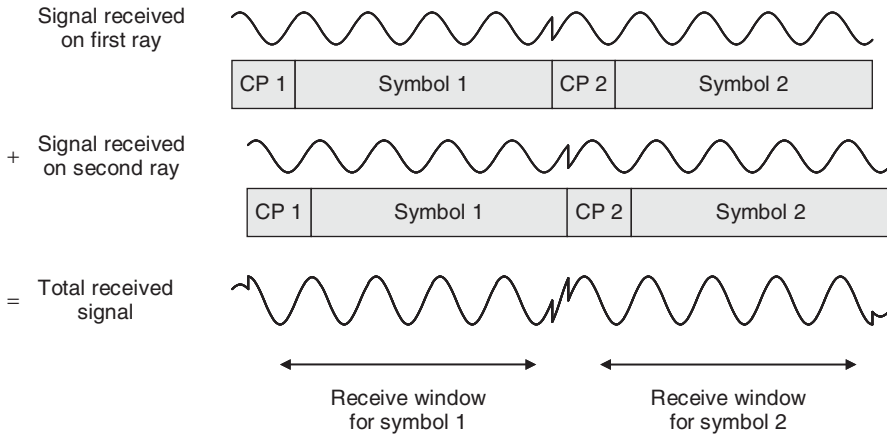 Signal received
on first ray
CP 1 Symbol 1 CP 2 Symbol 2
+ Signal received
on second ray
CP 1 Symbol 1 CP 2 Symbol 2
= Total received
signal
Receive window
for symbol 1
Receive window
for symbol 2